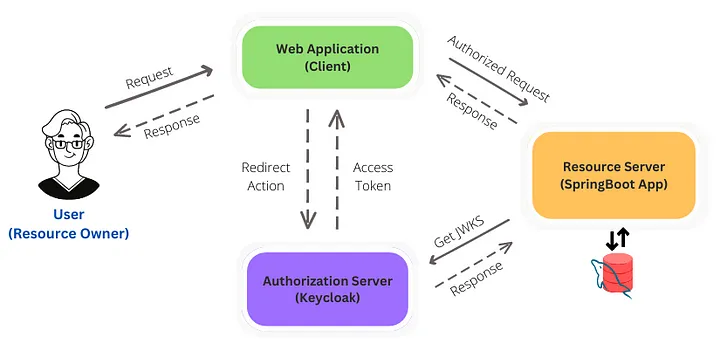 Web Application
(Client)
Request
Response
Authorized Request
Response
Redirect
Action
Access
Token
Resource Server
(SpringBoot App)
User
(Resource Owner)
Get JWKS
Response
Authorization Server
(Keycloak)